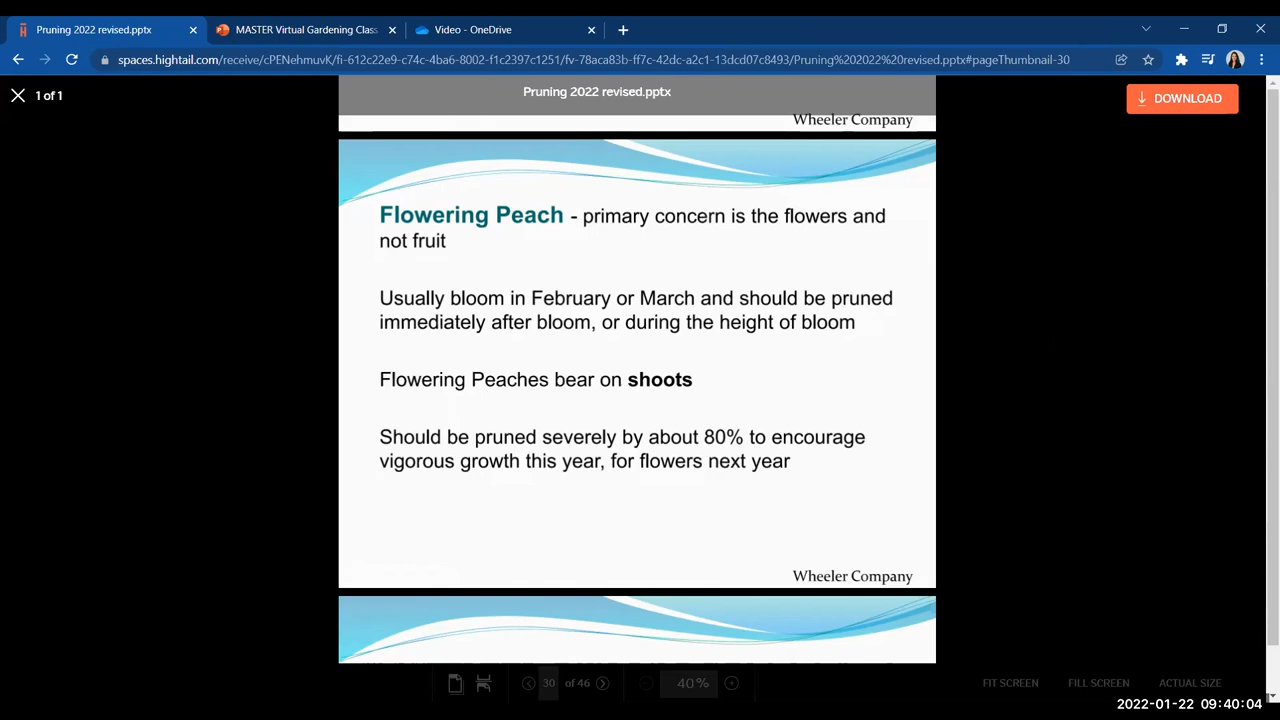 Pruning 2022 revised.pptx
MASTER Virtual Gardening Class
Video - OneDrive
spaces.hightail.com/receive/cPENehmuvK/fi-612c22e9-c74c-4ba6-8002-f1c2397c1251/fv-78aca83b-ff7c-42dc-a2c1-13dcd07c8493/Pruning%202022%20revised.pptx#pageThumbnail-30
1 of 1
Pruning 2022 revised.pptx
DOWNLOAD
Wheeler Company
Flowering Peach - primary concern is the flowers and
not fruit
Usually bloom in February or March and should be pruned
immediately after bloom, or during the height of bloom
Flowering Peaches bear on shoots
Should be pruned severely by about 80% to encourage
vigorous growth this year, for flowers next year
Wheeler Company
30 of 46
40%
FIT SCREEN
FILL SCREEN
ACTUAL SIZE
2022-01-22 09:40:04